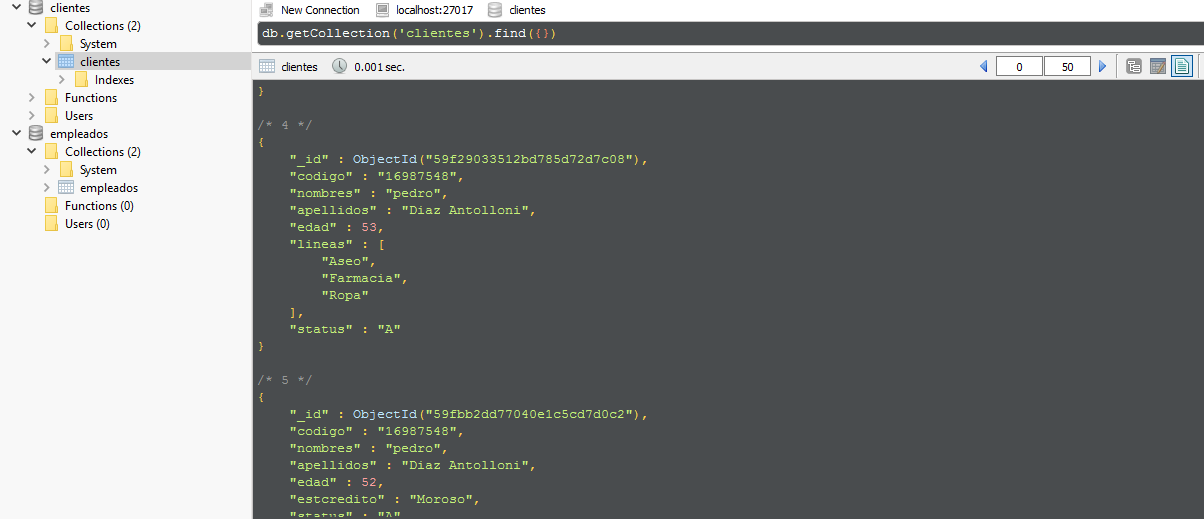 clientes
Collections (2)
System
clientes
Indexes
Functions
Users
empleados
Collections (2)
System
empleados
Functions (0)
Users (0)
New Connection localhost:27017 clientes
db.getCollection('clientes').find({})
clientes 0.001 sec. 0 50
}
/* 4 */
{
"_id" : ObjectId("59f29033512bd785d72d7c08"),
"codigo" : "16987548",
"nombres" : "pedro",
"apellidos" : "Diaz Antolloni",
"edad" : 53,
"lineas" : [
"Aseo",
"Farmacia",
"Ropa"
],
"status" : "A"
}
/* 5 */
{
"_id" : ObjectId("59fbb2dd77040e1c5cd7d0c2"),
"codigo" : "16987548",
"nombres" : "pedro",
"apellidos" : "Diaz Antolloni",
"edad" : 52,
"estcredito" : "Moroso",
"status" : "A"